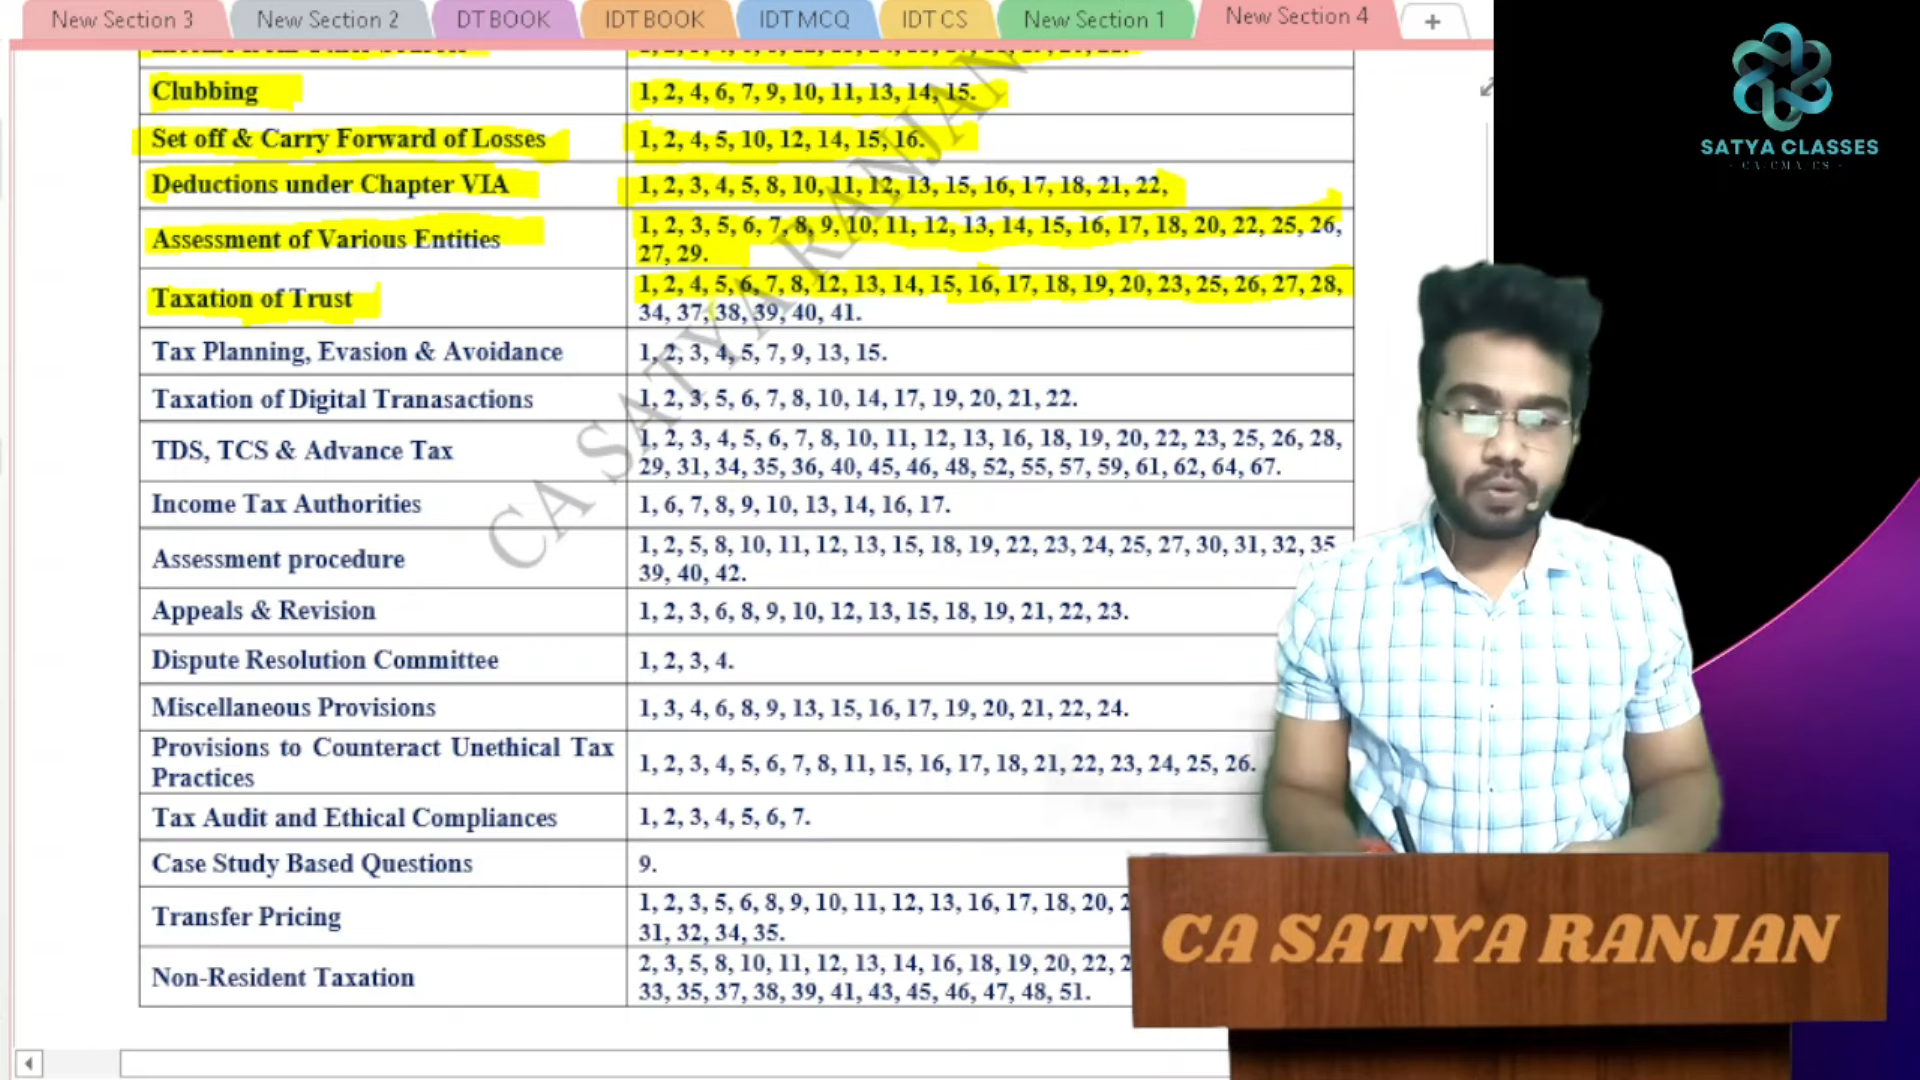 New Section 3
New Section 2
DT BOOK
IDT BOOK
IDT MCQ
IDT CS
New Section 1
New Section 4
+
SATYA CLASSES
- CA-CMA-CS -
Clubbing
1, 2, 4, 6, 7, 9, 10, 11, 13, 14, 15.
Set off & Carry Forward of Losses
1, 2, 4, 5, 10, 12, 14, 15, 16.
Deductions under Chapter VIA
1, 2, 3, 4, 5, 8, 10, 11, 12, 13, 15, 16, 17, 18, 21, 22,
Assessment of Various Entities
1, 2, 3, 5, 6, 7, 8, 9, 10, 11, 12, 13, 14, 15, 16, 17, 18, 20, 22, 25, 26,
27, 29.
Taxation of Trust
1, 2, 4, 5, 6, 7, 8, 12, 13, 14, 15, 16, 17, 18, 19, 20, 23, 25, 26, 27, 28,
34, 37, 38, 39, 40, 41.
Tax Planning, Evasion & Avoidance
1, 2, 3, 4, 5, 7, 9, 13, 15.
Taxation of Digital Tranasactions
1, 2, 3, 5, 6, 7, 8, 10, 14, 17, 19, 20, 21, 22.
TDS, TCS & Advance Tax
1, 2, 3, 4, 5, 6, 7, 8, 10, 11, 12, 13, 16, 18, 19, 20, 22, 23, 25, 26, 28,
29, 31, 34, 35, 36, 40, 45, 46, 48, 52, 55, 57, 59, 61, 62, 64, 67.
Income Tax Authorities
1, 6, 7, 8, 9, 10, 13, 14, 16, 17.
Assessment procedure
1, 2, 5, 8, 10, 11, 12, 13, 15, 18, 19, 22, 23, 24, 25, 27, 30, 31, 32, 35
39, 40, 42.
Appeals & Revision
1, 2, 3, 6, 8, 9, 10, 12, 13, 15, 18, 19, 21, 22, 23.
Dispute Resolution Committee
1, 2, 3, 4.
Miscellaneous Provisions
1, 3, 4, 6, 8, 9, 13, 15, 16, 17, 19, 20, 21, 22, 24.
Provisions to Counteract Unethical Tax
Practices
1, 2, 3, 4, 5, 6, 7, 8, 11, 15, 16, 17, 18, 21, 22, 23, 24, 25, 26.
Tax Audit and Ethical Compliances
1, 2, 3, 4, 5, 6, 7.
Case Study Based Questions
9.
Transfer Pricing
1, 2, 3, 5, 6, 8, 9, 10, 11, 12, 13, 16, 17, 18, 20,
31, 32, 34, 35.
Non-Resident Taxation
2, 3, 5, 8, 10, 11, 12, 13, 14, 16, 18, 19, 20, 22,
33, 35, 37, 38, 39, 41, 43, 45, 46, 47, 48, 51.
CA SATYA RANJAN
CA SATYA RANJAN